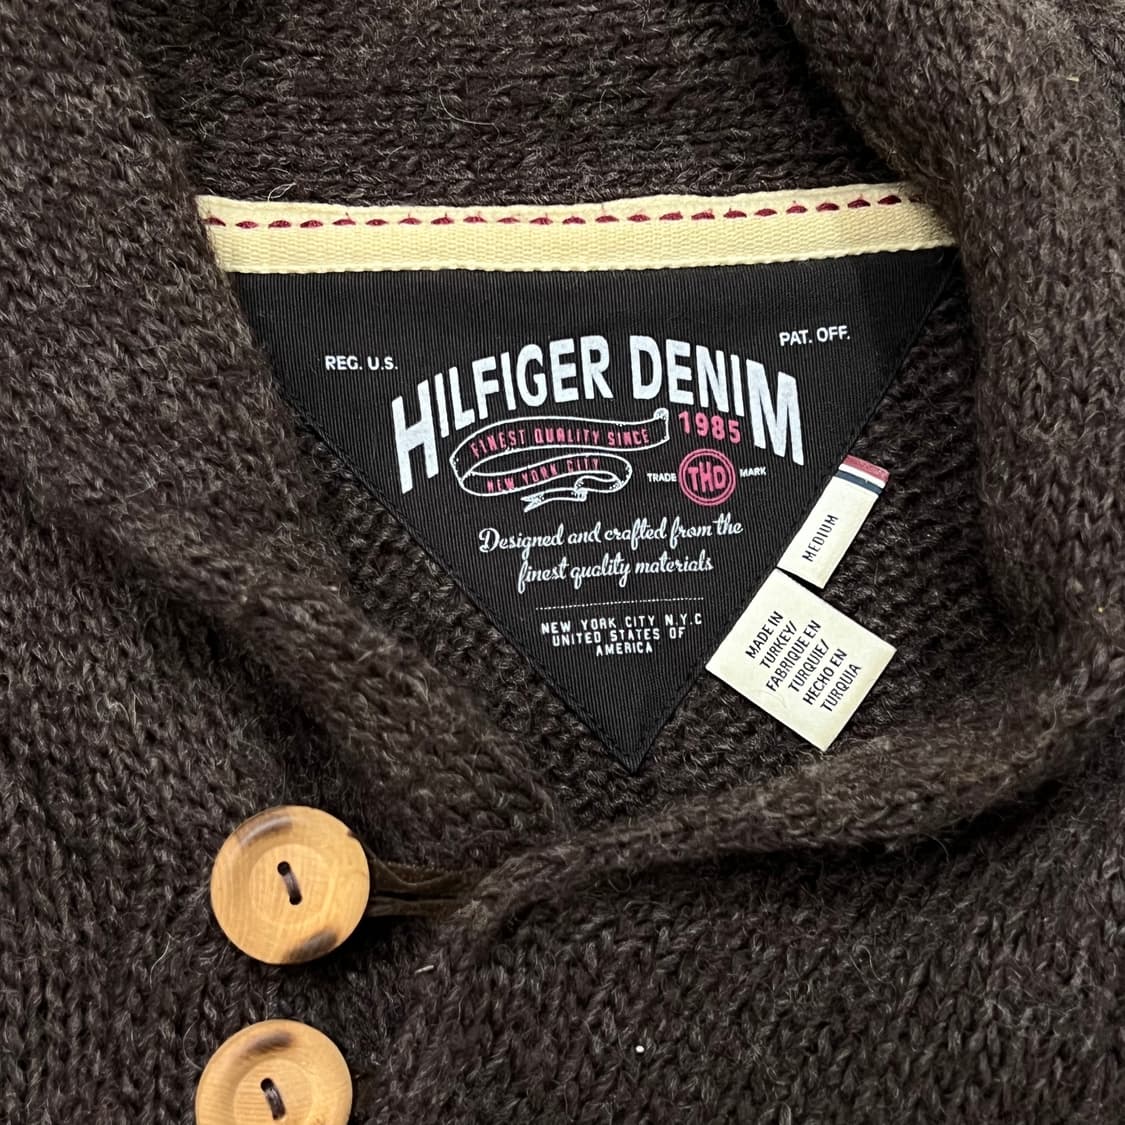 REG. U.S.
PAT. OFF.
HILFIGER DENIM
FINEST QUALITY SINCE
1985
NEW YORK CITY
TRADE
THD
MARK
Designed and crafted from the
finest quality materials
NEW YORK CITY N.Y.C
UNITED STATES OF
AMERICA
MEDIUM
MADE IN
TURKEY/
FABRIQUE EN
TURQUIE/
HECHO EN
TURQUIA